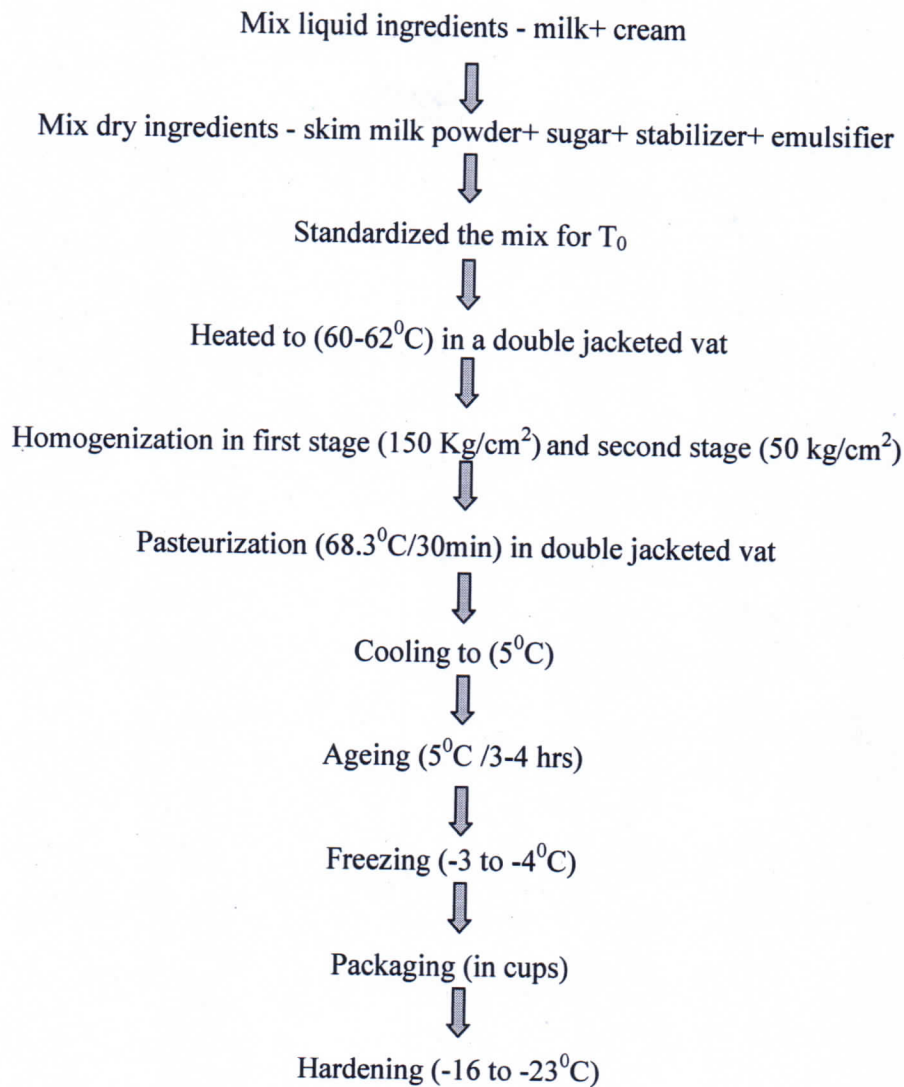 Mix liquid ingredients - milk+ cream
Mix dry ingredients - skim milk powder+ sugar+ stabilizer+ emulsifier
Standardized the mix for T₀
Heated to (60-62⁰C) in a double jacketed vat
Homogenization in first stage (150 Kg/cm²) and second stage (50 kg/cm²)
Pasteurization (68.3⁰C/30min) in double jacketed vat
Cooling to (5⁰C)
Ageing (5⁰C /3-4 hrs)
Freezing (-3 to -4⁰C)
Packaging (in cups)
Hardening (-16 to -23⁰C)